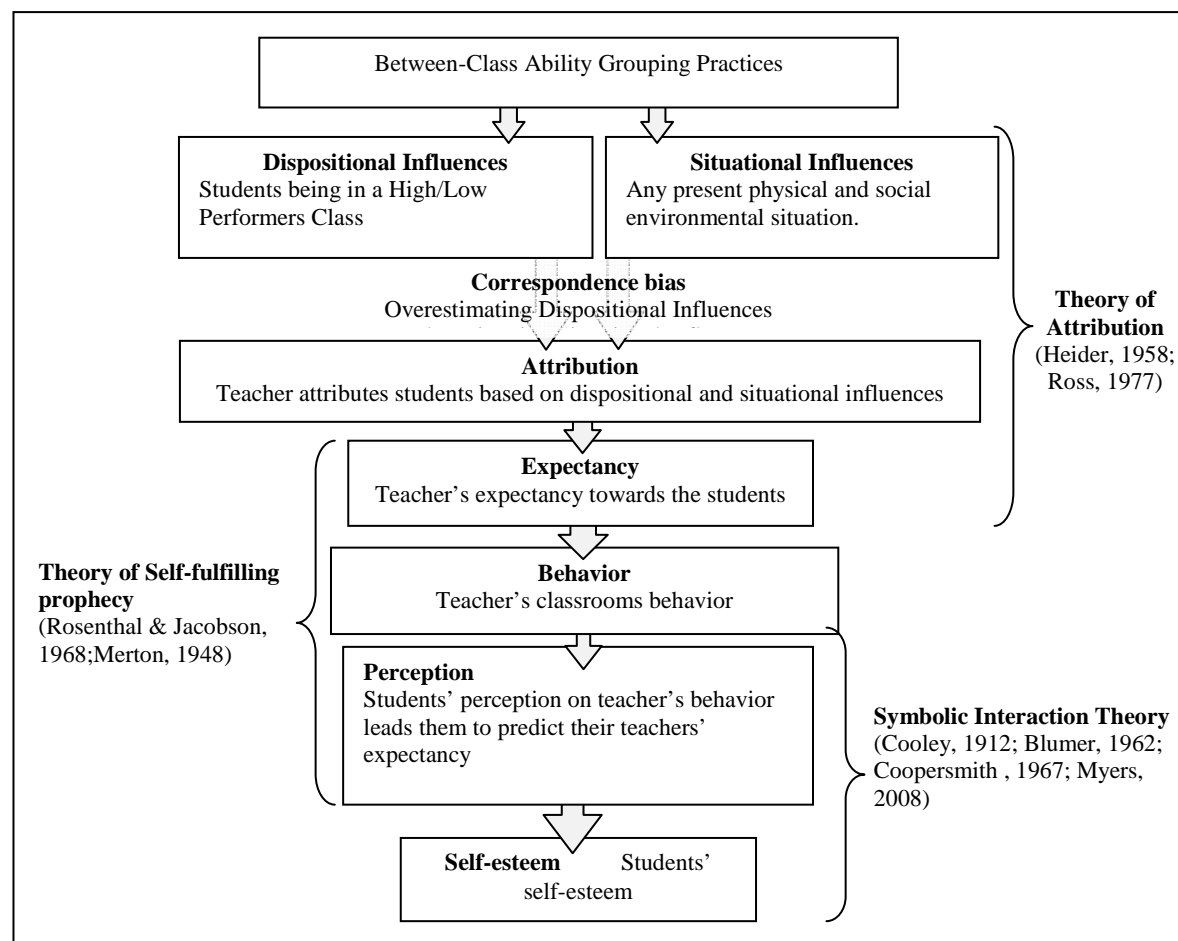 Between-Class Ability Grouping Practices
Dispositional Influences
Students being in a High/Low
Performers Class
Situational Influences
Any present physical and social
environmental situation.
Correspondence bias
Overestimating Dispositional Influences
Theory of
Attribution
(Heider, 1958;
Ross, 1977)
Attribution
Teacher attributes students based on dispositional and situational influences
Expectancy
Teacher's expectancy towards the students
Behavior
Teacher's classrooms behavior
Theory of Self-fulfilling
prophecy
(Rosenthal & Jacobson,
1968;Merton, 1948)
Perception
Students' perception on teacher's behavior
leads them to predict their teachers'
expectancy
Symbolic Interaction Theory
(Cooley, 1912; Blumer, 1962;
Coopersmith , 1967; Myers,
2008)
Self-esteem Students'
self-esteem